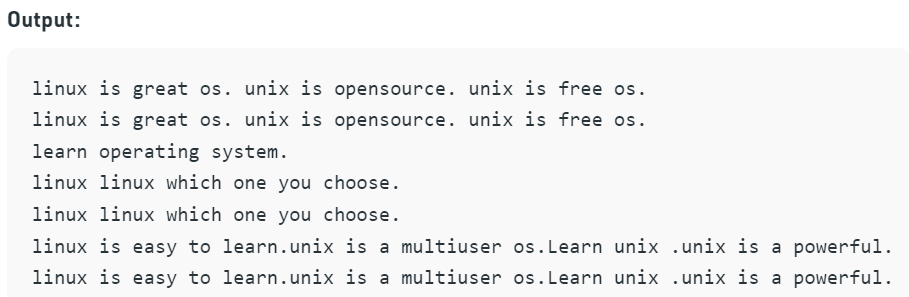 Output:
linux is great os. unix is opensource. unix is free os.
linux is great os. unix is opensource. unix is free os.
learn operating system.
linux linux which one you choose.
linux linux which one you choose.
linux is easy to learn.unix is a multiuser os.Learn unix .unix is a powerful.
linux is easy to learn.unix is a multiuser os.Learn unix .unix is a powerful.